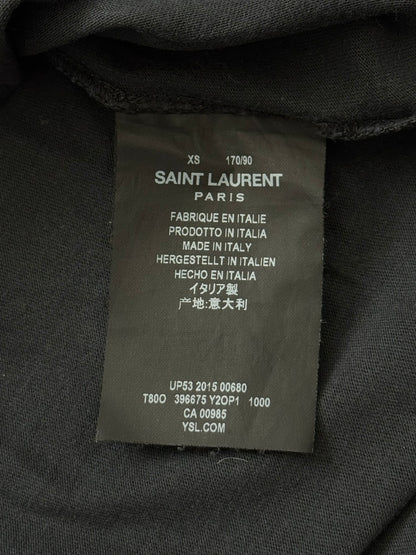 XS 170/90
SAINT LAURENT
PARIS
FABRIQUE EN ITALIE
PRODOTTO IN ITALIA
MADE IN ITALY
HERGESTELLT IN ITALIEN
HECHO EN ITALIA
イタリア製
产地:意大利
UP53 2015 00680
T80O 396675 Y2OP1 1000
CA 00985
YSL.COM